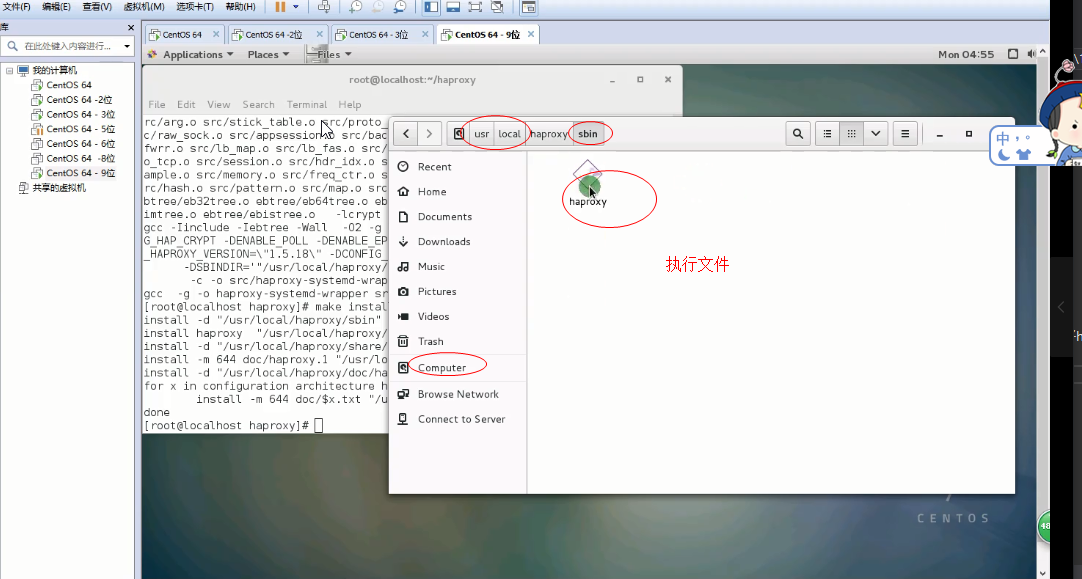 文件(F) 编辑(E) 查看(V) 虚拟机(M) 选项卡(T) 帮助(H)
库
在此处键入内容进行...
我的计算机
CentOS 64
CentOS 64 -2位
CentOS 64 - 3位
CentOS 64 - 5位
CentOS 64 - 6位
CentOS 64 -8位
CentOS 64 - 9位
共享的虚拟机
CentOS 64 CentOS 64 -2位 CentOS 64 - 3位 CentOS 64 - 9位
Applications Places Files Mon 04:55
root@localhost:~/haproxy
File Edit View Search Terminal Help
rc/arg.o src/stick_table.o src/proto_
c/raw_sock.o src/appsession.o src/bac
fwrr.o src/lb_map.o src/lb_fas.o src/
o_tcp.o src/session.o src/hdr_idx.o s
ample.o src/memory.o src/freq_ctr.o s
rc/hash.o src/pattern.o src/map.o src
btree/eb32tree.o ebtree/eb64tree.o eb
imtree.o ebtree/ebistree.o -lcrypt
gcc -Iinclude -Iebtree -Wall -O2 -g
G_HAP_CRYPT -DENABLE_POLL -DENABLE_EP
_HAPROXY_VERSION=\"1.5.18\" -DCONFIG_
-DSBINDIR='"/usr/local/haproxy/
-c -o src/haproxy-systemd-wrap
gcc -g -o haproxy-systemd-wrapper sr
[root@localhost haproxy]# make instal
install -d "/usr/local/haproxy/sbin"
install haproxy "/usr/local/haproxy/
install -d "/usr/local/haproxy/share/
install -m 644 doc/haproxy.1 "/usr/lo
install -d "/usr/local/haproxy/doc/ha
for x in configuration architecture h
install -m 644 doc/$x.txt "/u
done
[root@localhost haproxy]#
usr local haproxy sbin
Recent
Home
Documents
Downloads
Music
Pictures
Videos
Trash
Computer
Browse Network
Connect to Server
haproxy
执行文件
CENTOS
中
48